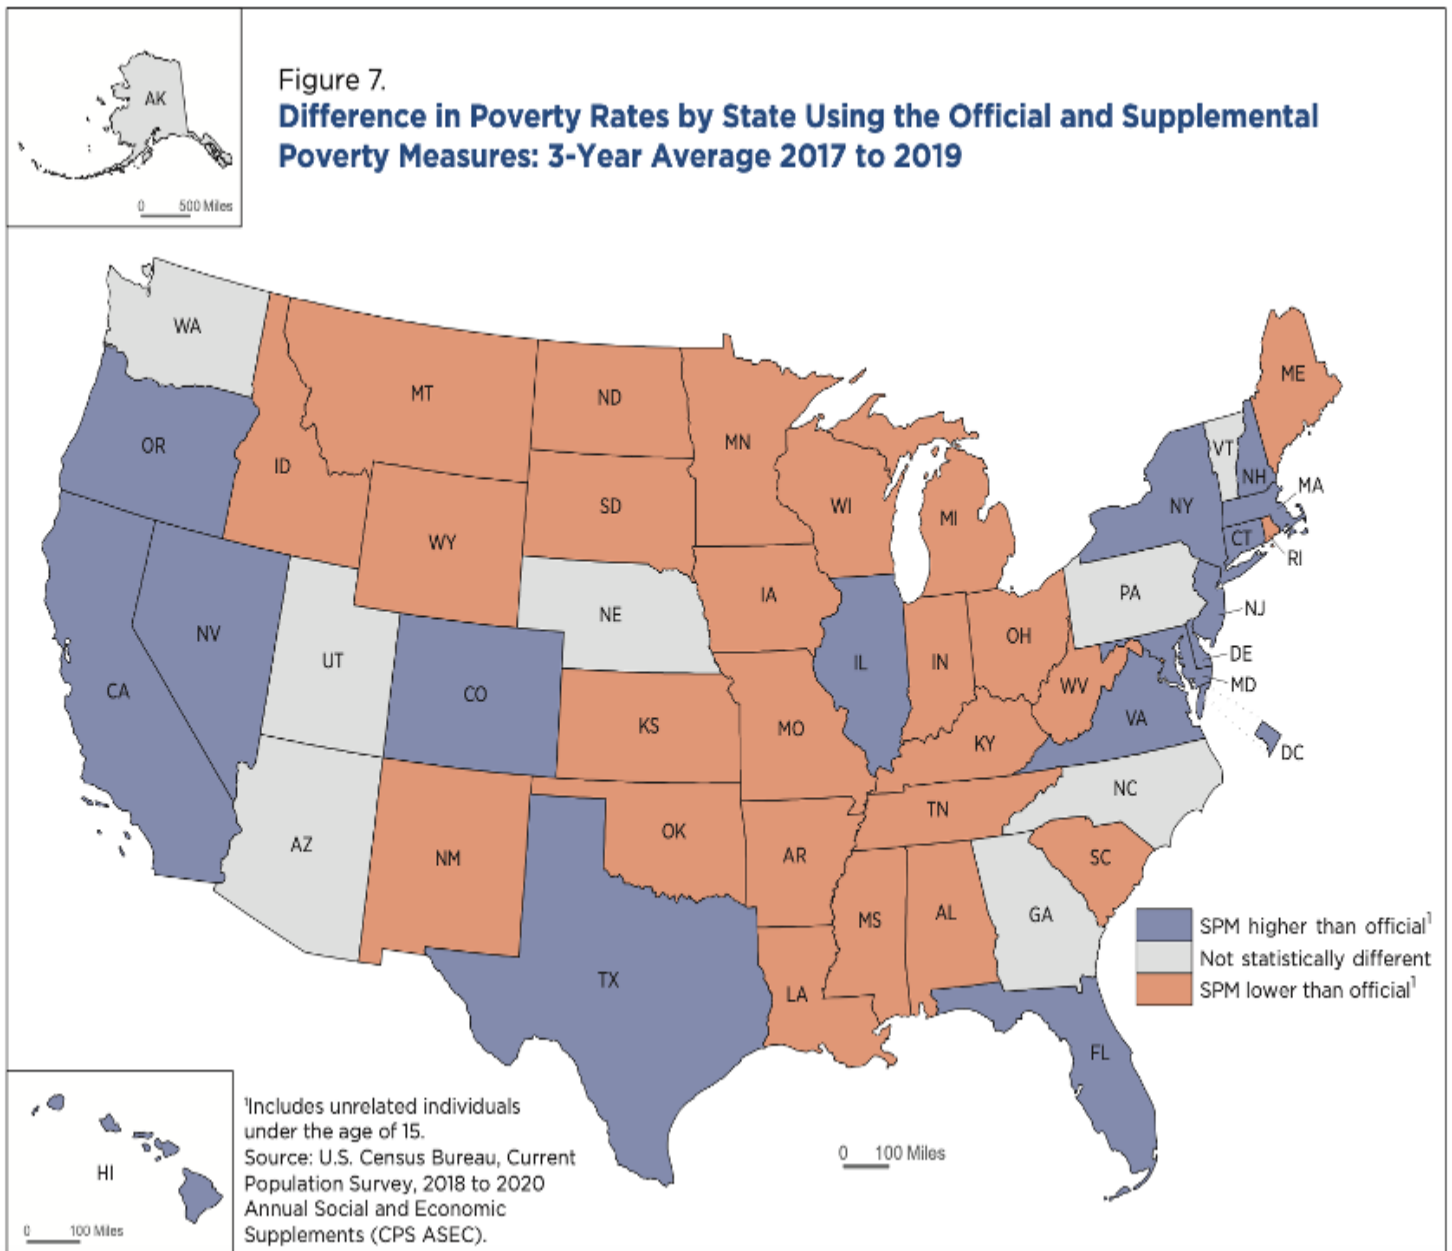 AK
0 500 Miles
Figure 7.
Difference in Poverty Rates by State Using the Official and Supplemental
Poverty Measures: 3-Year Average 2017 to 2019
WA
MT
ND
MN
ME
OR
ID
SD
WI
MI
VT
NH
MA
NY
CT
RI
WY
IA
NE
PA
NJ
NV
UT
CO
IL
IN
OH
DE
MD
CA
KS
MO
WV
VA
KY
DC
NC
TN
AZ
NM
OK
AR
SC
MS
AL
GA
TX
LA
FL
SPM higher than official¹
Not statistically different
SPM lower than official¹
HI
0 100 Miles
¹Includes unrelated individuals
under the age of 15.
Source: U.S. Census Bureau, Current
Population Survey, 2018 to 2020
Annual Social and Economic
Supplements (CPS ASEC).
0 100 Miles